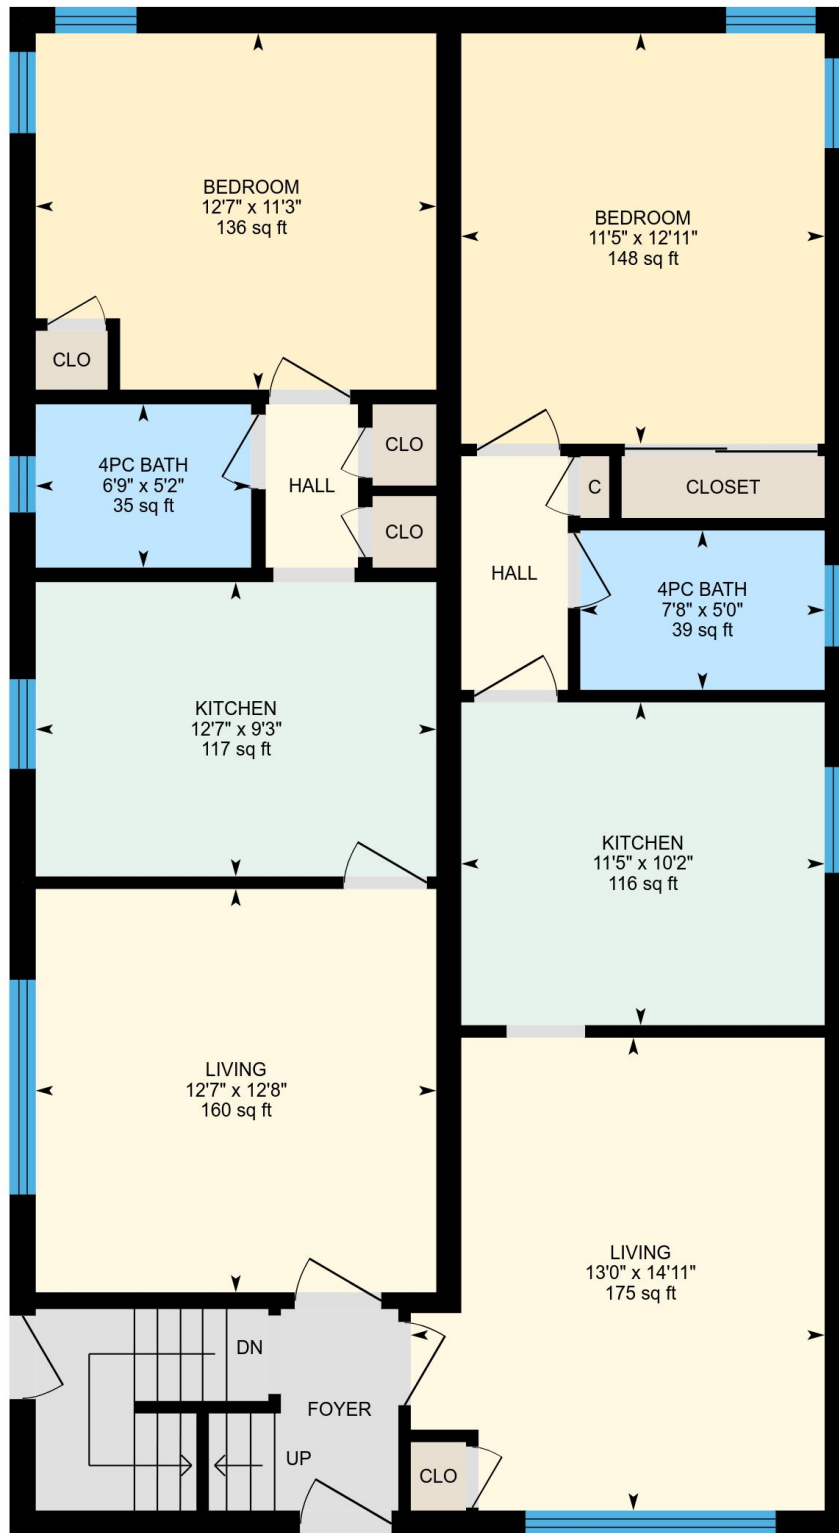 BEDROOM
12'7" x 11'3"
136 sq ft
BEDROOM
11'5" x 12'11"
148 sq ft
CLO
4PC BATH
6'9" x 5'2"
35 sq ft
HALL
CLO
CLO
C
CLOSET
HALL
4PC BATH
7'8" x 5'0"
39 sq ft
KITCHEN
12'7" x 9'3"
117 sq ft
KITCHEN
11'5" x 10'2"
116 sq ft
LIVING
12'7" x 12'8"
160 sq ft
LIVING
13'0" x 14'11"
175 sq ft
DN
FOYER
UP
CLO